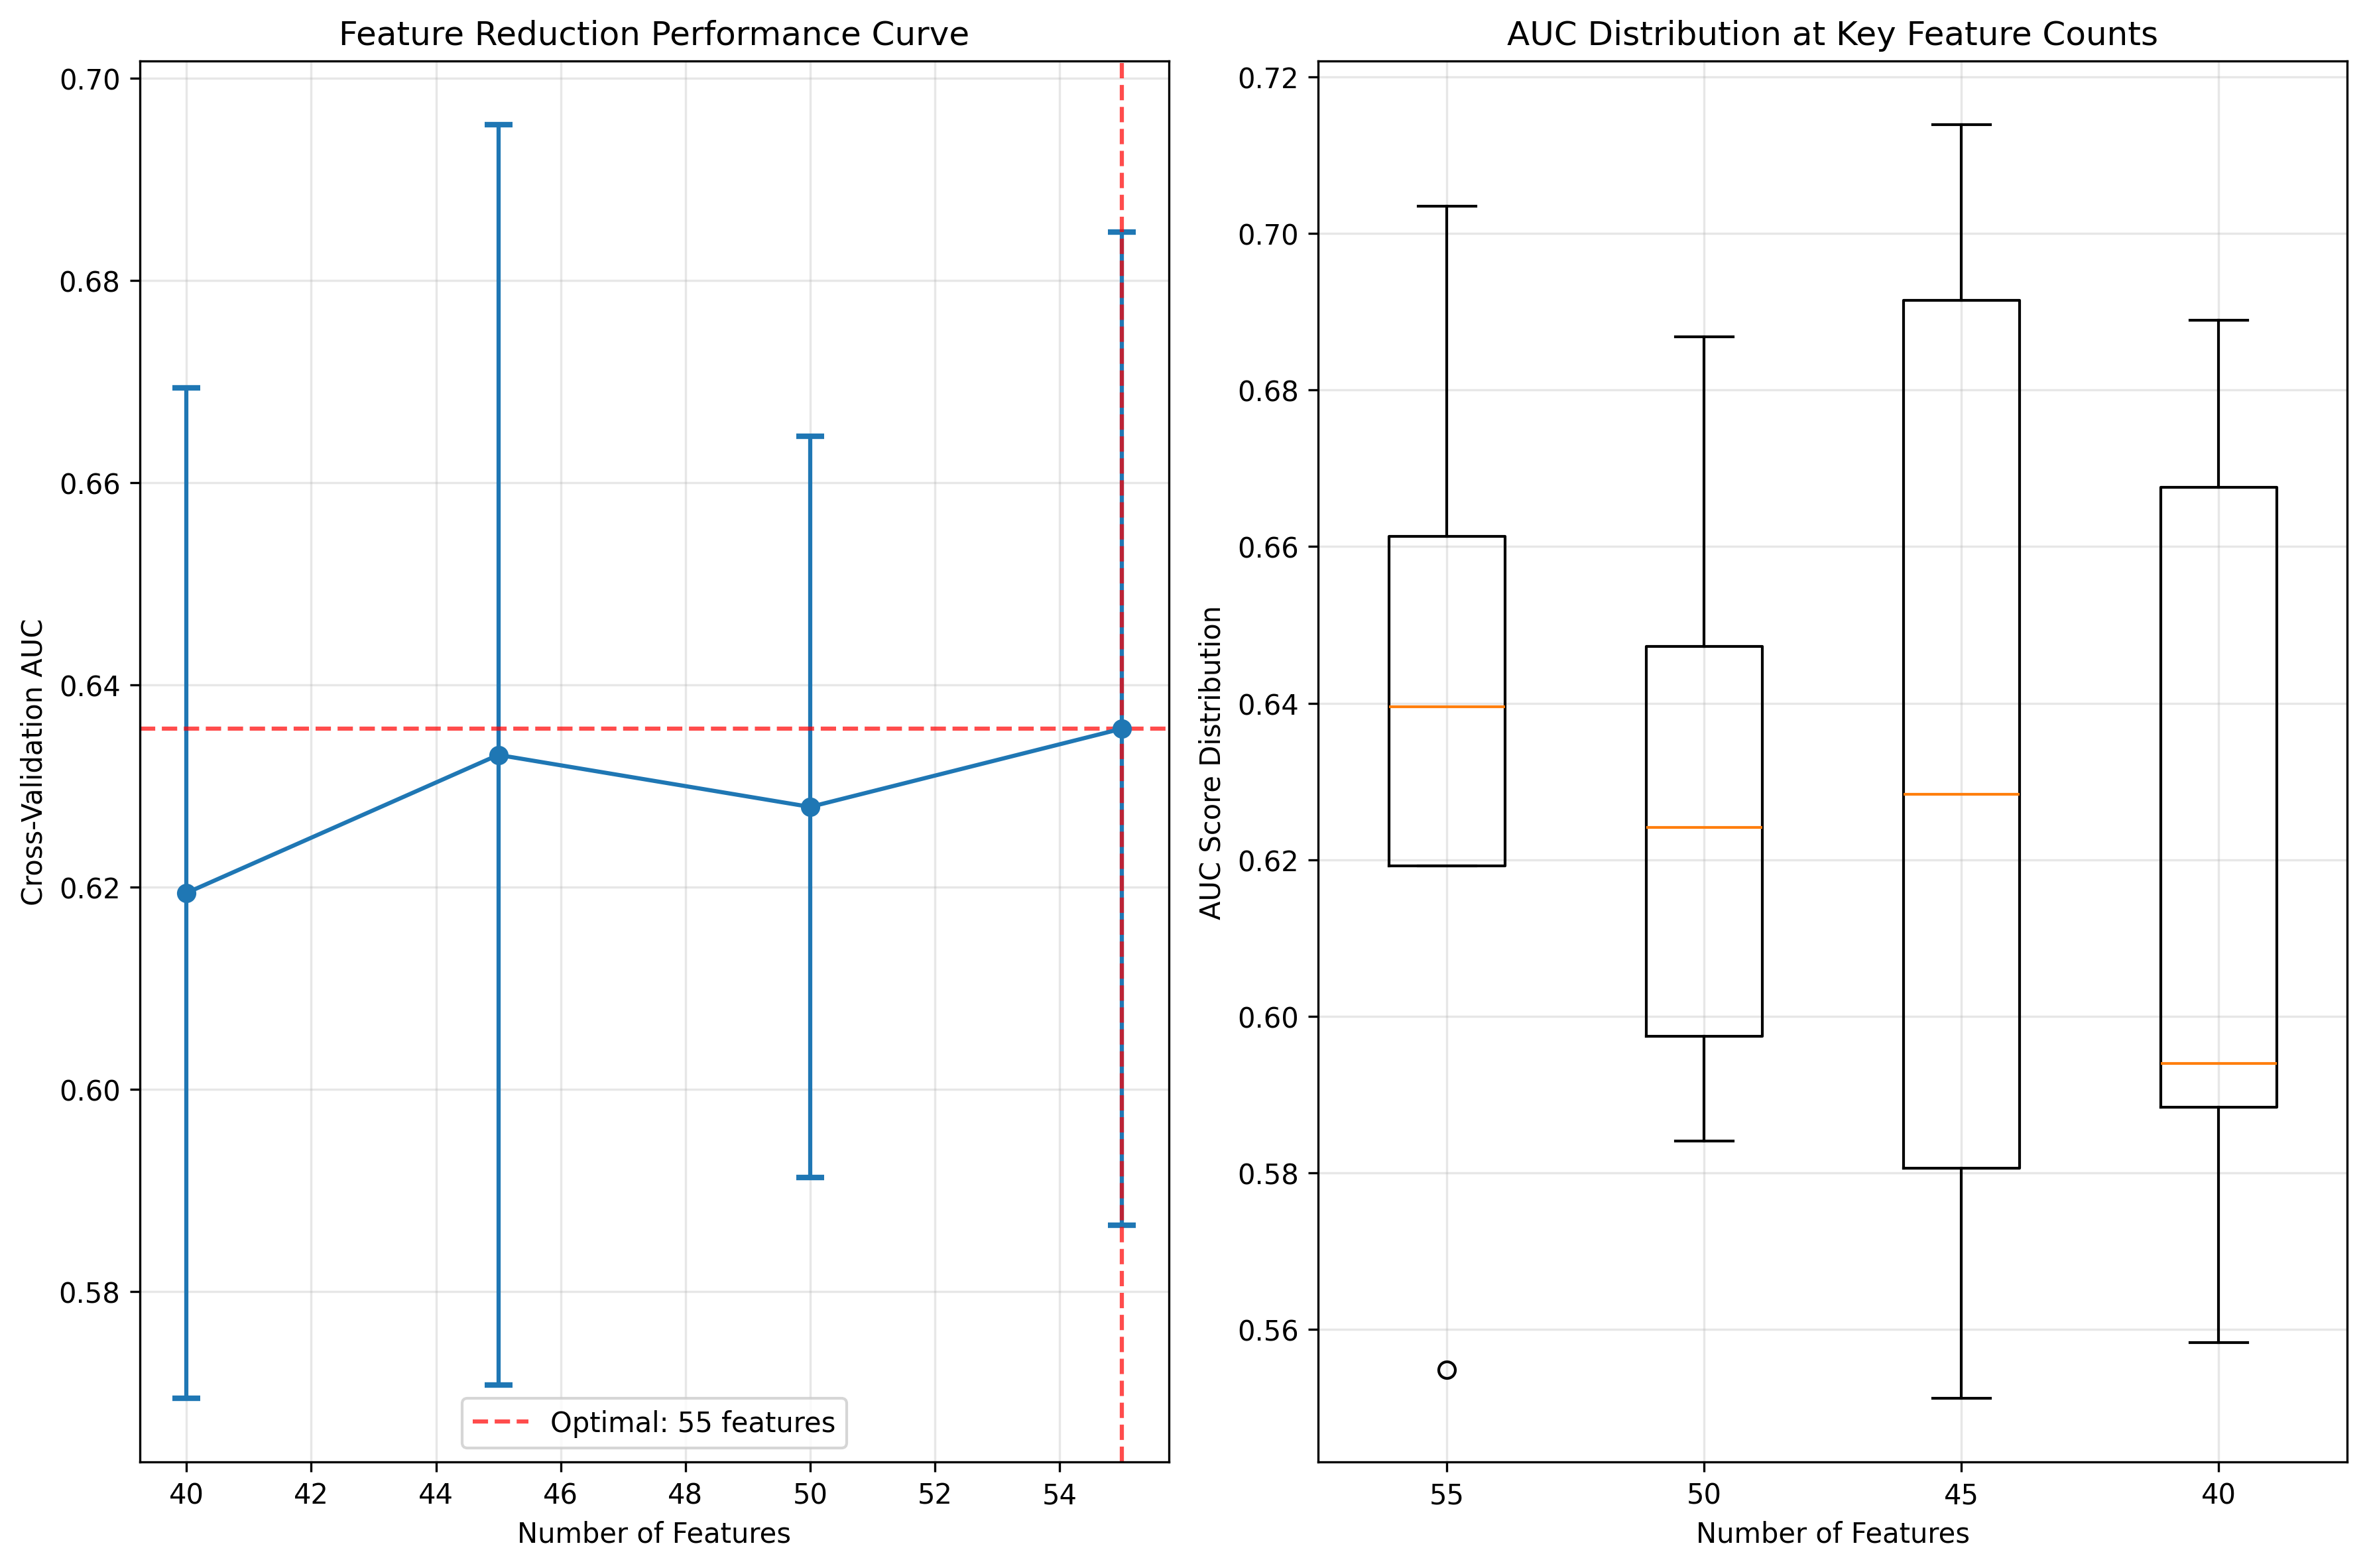 Feature Reduction Performance Curve
0.70
0.68
0.66
0.64
0.62
0.60
0.58
Cross-Validation AUC
Optimal: 55 features
40 42 44 46 48 50 52 54
Number of Features
AUC Distribution at Key Feature Counts
0.72
0.70
0.68
0.66
0.64
0.62
0.60
0.58
0.56
AUC Score Distribution
55 50 45 40
Number of Features